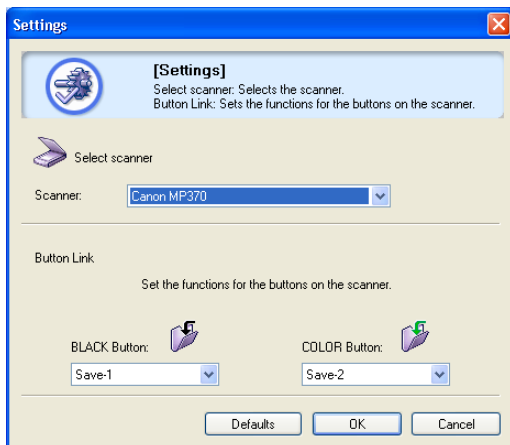 Settings
[Settings]
Select scanner: Selects the scanner.
Button Link: Sets the functions for the buttons on the scanner.
Select scanner
Scanner: Canon MP370
Button Link
Set the functions for the buttons on the scanner.
BLACK Button: COLOR Button:
Save-1 Save-2
Defaults OK Cancel